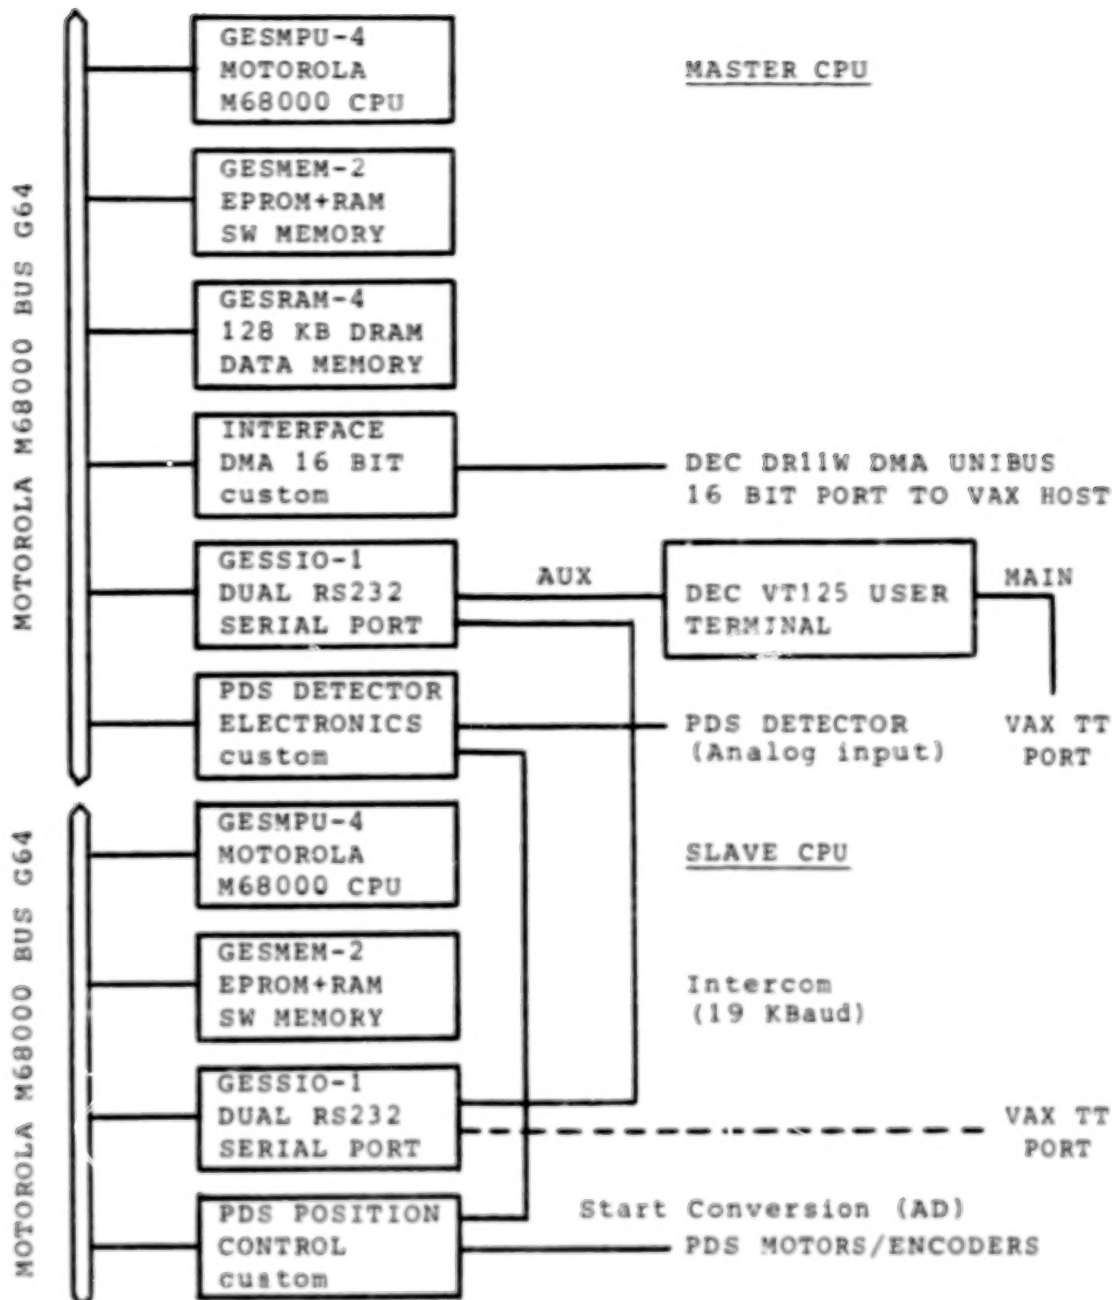 MOTOROLA M68000 BUS G64
GESMPU-4
MOTOROLA
M68000 CPU
MASTER CPU
GESMEM-2
EPROM+RAM
SW MEMORY
GESRAM-4
128 KB DRAM
DATA MEMORY
INTERFACE
DMA 16 BIT
custom
DEC DR11W DMA UNIBUS
16 BIT PORT TO VAX HOST
GESSIO-1
DUAL RS232
SERIAL PORT
AUX
DEC VT125 USER
TERMINAL
MAIN
VAX TT
PORT
PDS DETECTOR
ELECTRONICS
custom
PDS DETECTOR
(Analog input)
MOTOROLA M68000 BUS G64
GESMPU-4
MOTOROLA
M68000 CPU
SLAVE CPU
GESMEM-2
EPROM+RAM
SW MEMORY
Intercom
(19 KBaud)
GESSIO-1
DUAL RS232
SERIAL PORT
VAX TT
PORT
PDS POSITION
CONTROL
custom
Start Conversion (AD)
PDS MOTORS/ENCODERS